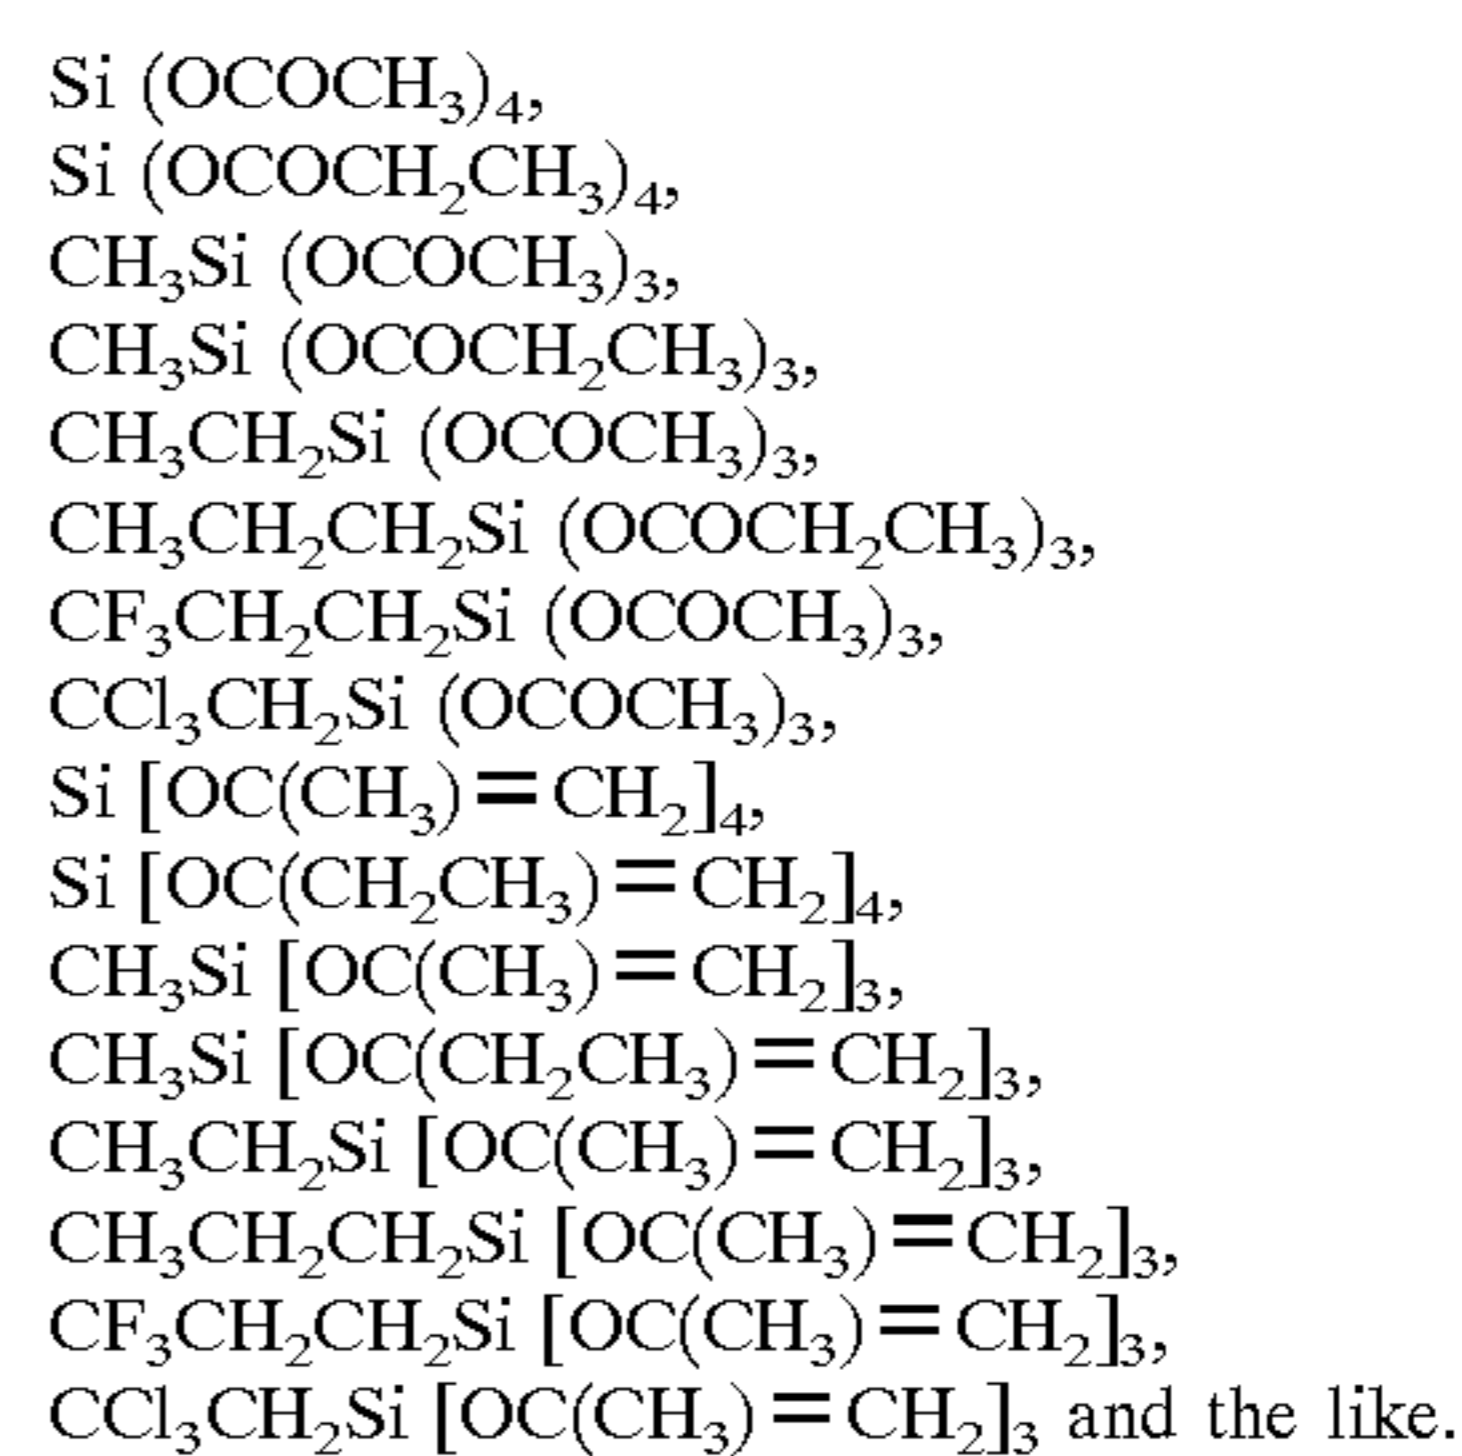 Si (OCOCH₃)₄,
Si (OCOCH₂CH₃)₄,
CH₃Si (OCOCH₃)₃,
CH₃Si (OCOCH₂CH₃)₃,
CH₃CH₂Si (OCOCH₃)₃,
CH₃CH₂CH₂Si (OCOCH₂CH₃)₃,
CF₃CH₂CH₂Si (OCOCH₃)₃,
CCl₃CH₂Si (OCOCH₃)₃,
Si [OC(CH₃)=CH₂]₄,
Si [OC(CH₂CH₃)=CH₂]₄,
CH₃Si [OC(CH₃)=CH₂]₃,
CH₃Si [OC(CH₂CH₃)=CH₂]₃,
CH₃CH₂Si [OC(CH₃)=CH₂]₃,
CH₃CH₂CH₂Si [OC(CH₃)=CH₂]₃,
CF₃CH₂CH₂Si [OC(CH₃)=CH₂]₃,
CCl₃CH₂Si [OC(CH₃)=CH₂]₃ and the like.